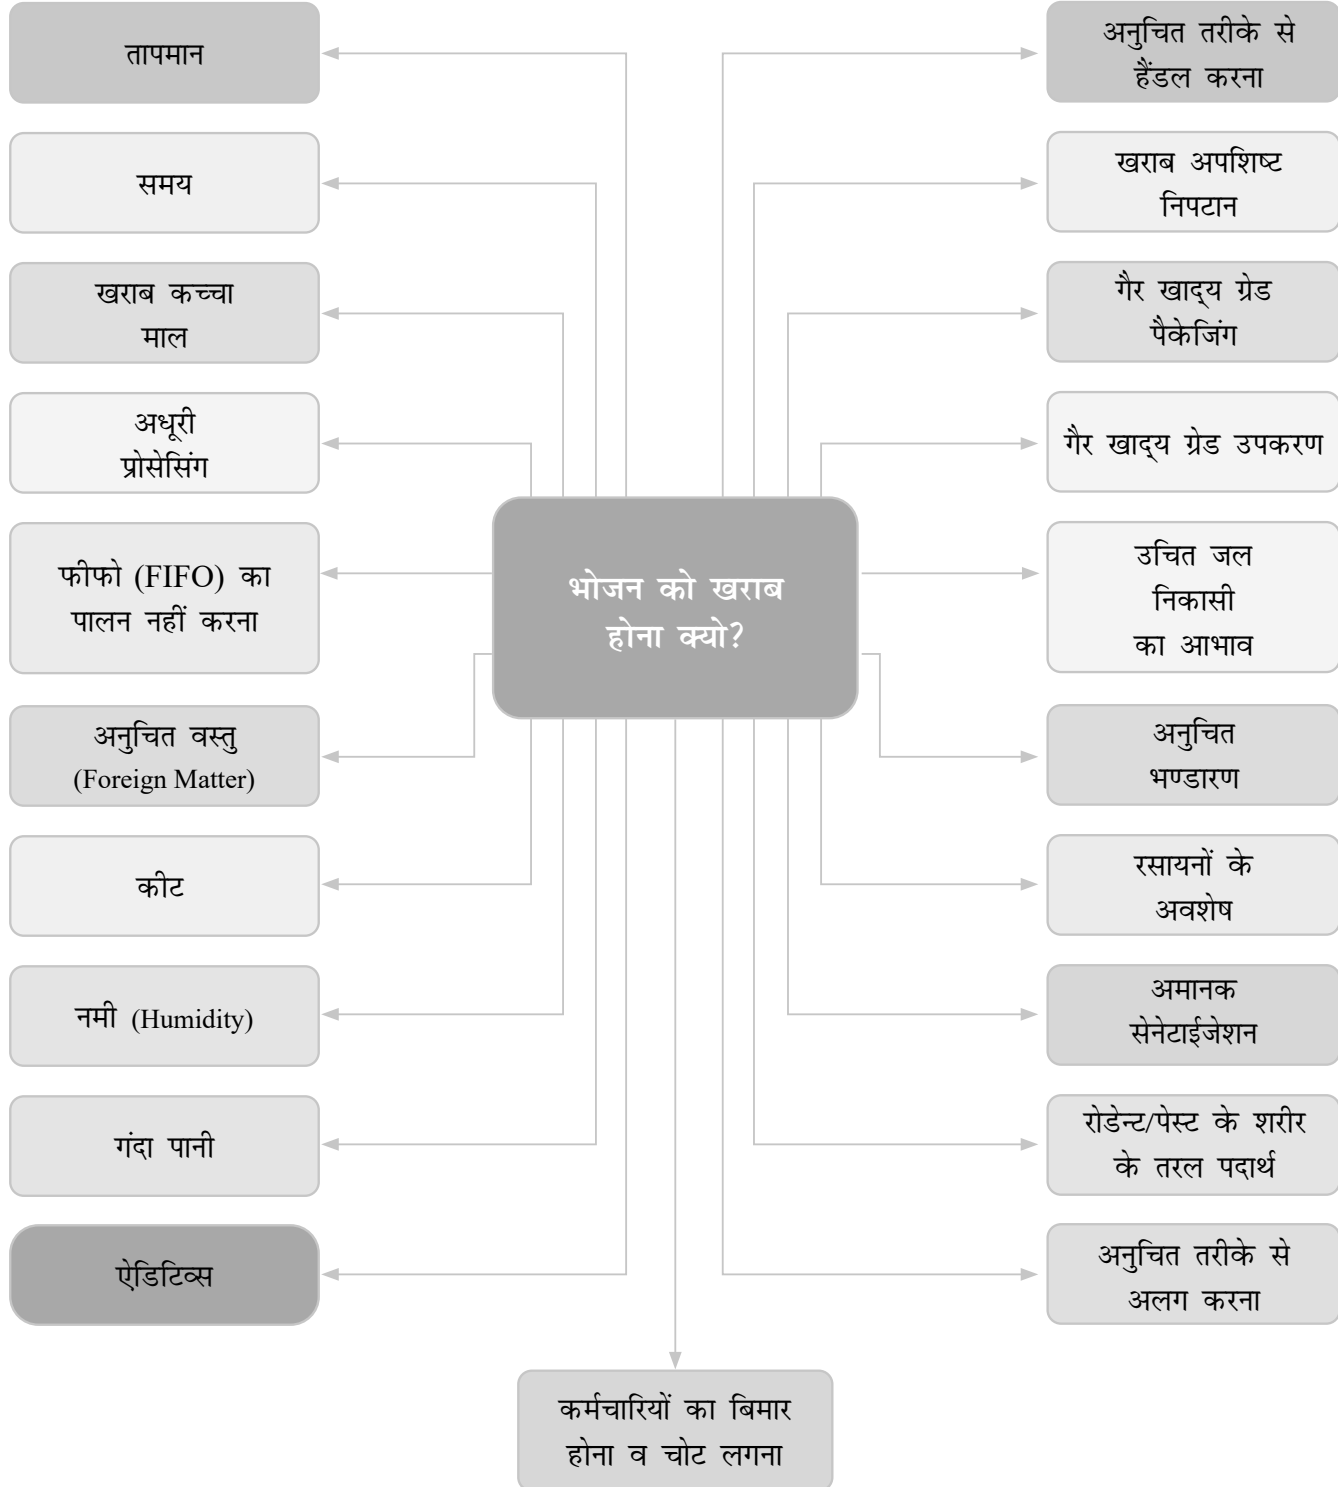 तापमान
समय
खराब कच्चा
माल
अधूरी
प्रोसेसिंग
फीफो (FIFO) का
पालन नहीं करना
अनुचित वस्तु
(Foreign Matter)
कीट
नमी (Humidity)
गंदा पानी
ऐडिटिव्स
भोजन को खराब
होना क्यो?
अनुचित तरीके से
हैंडल करना
खराब अपशिष्ट
निपटान
गैर खाद्य ग्रेड
पैकेजिंग
गैर खाद्य ग्रेड उपकरण
उचित जल
निकासी
का आभाव
अनुचित
भण्डारण
रसायनों के
अवशेष
अमानक
सेनेटाईजेशन
रोडेन्ट/पेस्ट के शरीर
के तरल पदार्थ
अनुचित तरीके से
अलग करना
कर्मचारियों का बिमार
होना व चोट लगना